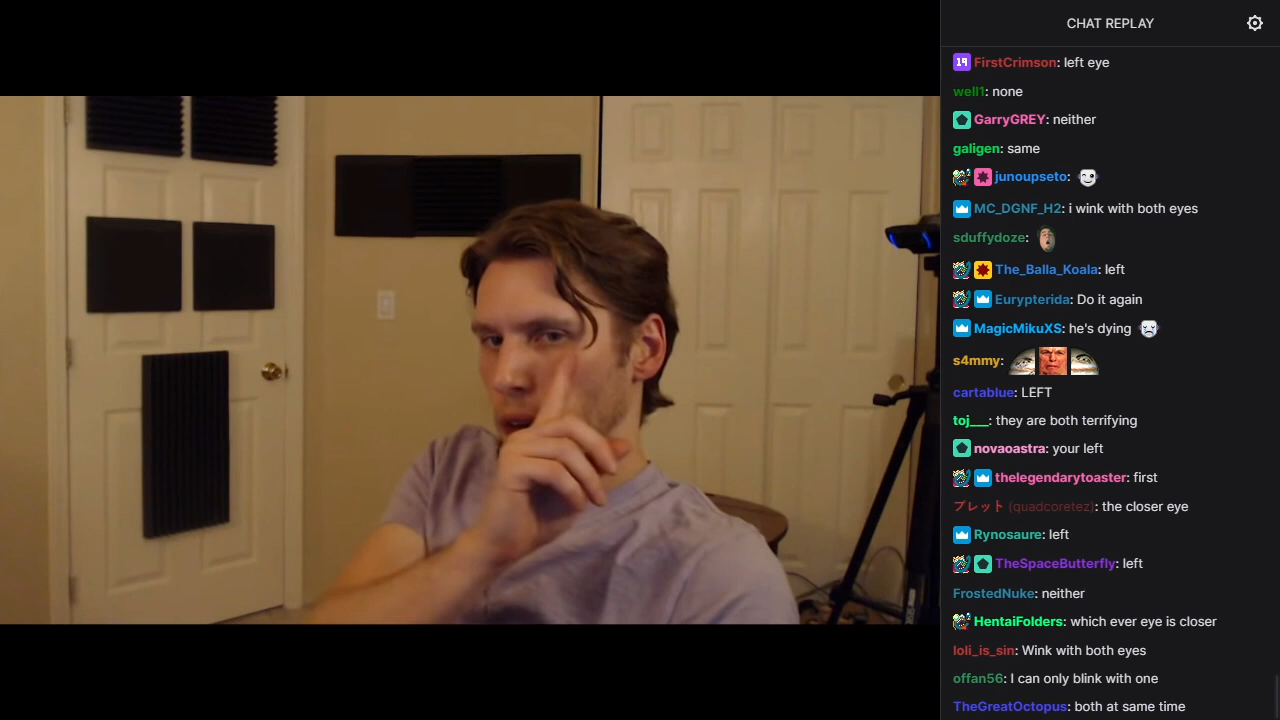 CHAT REPLAY
19 FirstCrimson: left eye
well1: none
GarryGREY: neither
galigen: same
junoupseto:
MC_DGNF_H2: i wink with both eyes
sduffydoze:
The_Balla_Koala: left
Eurypterida: Do it again
MagicMikuXS: he's dying
s4mmy:
cartablue: LEFT
toj___: they are both terrifying
novaoastra: your left
thelegendarytoaster: first
ブレット (quadcoretez): the closer eye
Rynosaure: left
TheSpaceButterfly: left
FrostedNuke: neither
HentaiFolders: which ever eye is closer
loli_is_sin: Wink with both eyes
offan56: I can only blink with one
TheGreatOctopus: both at same time